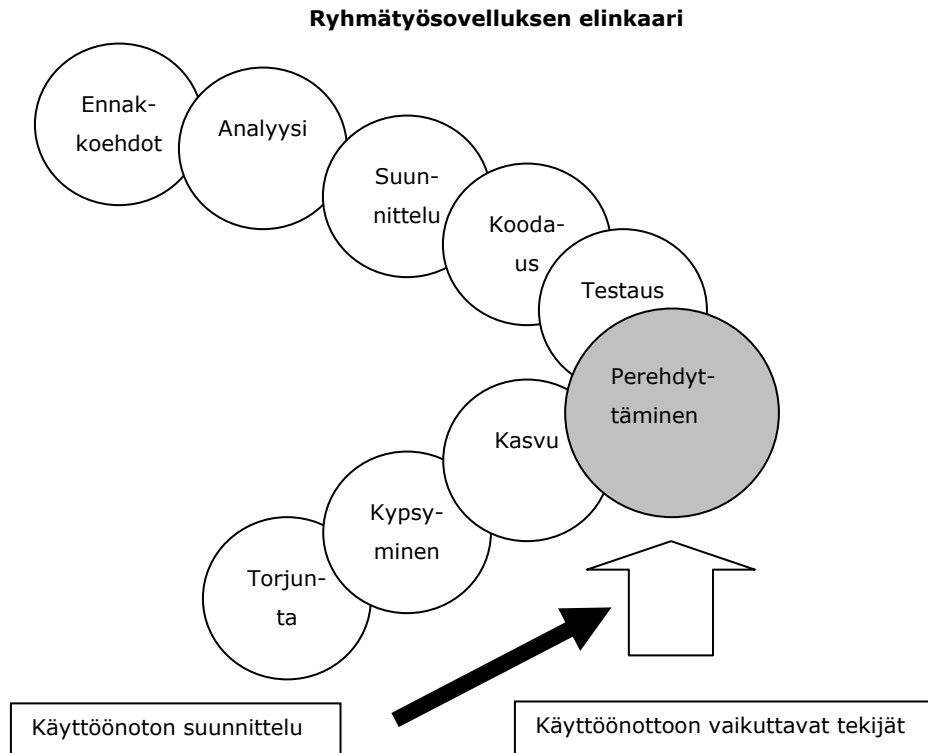 Ryhmätyösovelluksen elinkaari
Ennak-
koehdot
Analyysi
Suun-
nittelu
Kooda-
us
Testaus
Perehdyt-
täminen
Kasvu
Kypsy-
minen
Torjun-
ta
Käyttöönoton suunnittelu
Käyttöönottoon vaikuttavat tekijät